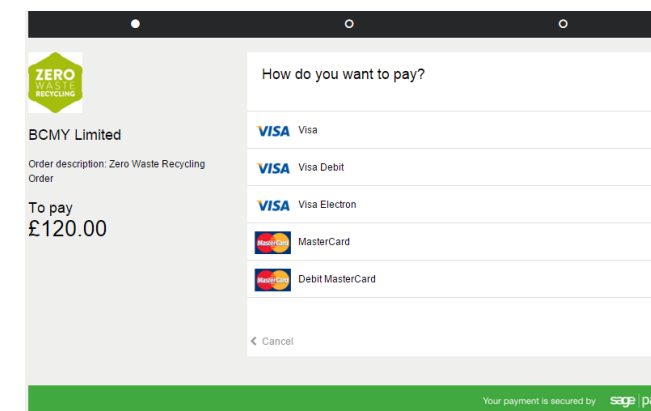 ZERO
WASTE
RECYCLING
BCMY Limited
Order description: Zero Waste Recycling
Order
To pay
£120.00
How do you want to pay?
VISA Visa
VISA Visa Debit
VISA Visa Electron
MasterCard MasterCard
MasterCard Debit MasterCard
Cancel
Your payment is secured by sage pa